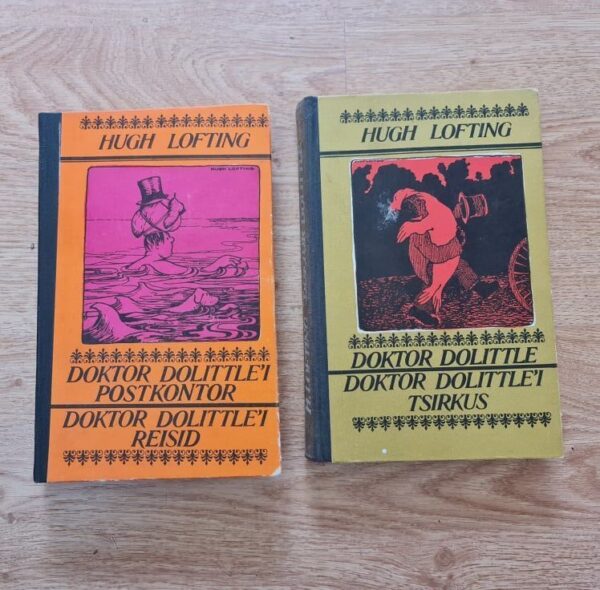 HUGH LOFTING
HUGH LOFTING
DOKTOR DOLITTLE'I
POSTKONTOR
DOKTOR DOLITTLE'I
REISID
HUGH LOFTING
DOKTOR DOLITTLE
DOKTOR DOLITTLE'I
TSIRKUS